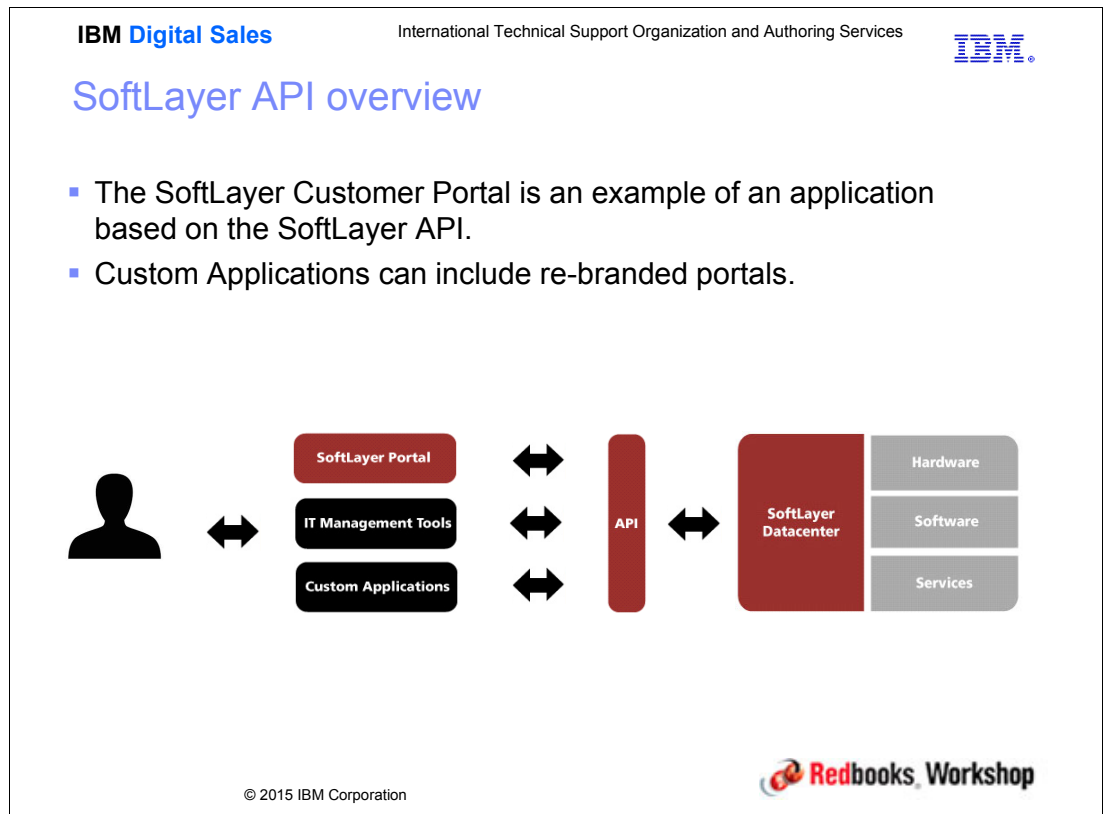 IBM Digital Sales
International Technical Support Organization and Authoring Services
IBM®
SoftLayer API overview
▪ The SoftLayer Customer Portal is an example of an application
based on the SoftLayer API.
▪ Custom Applications can include re-branded portals.
SoftLayer Portal
IT Management Tools
Custom Applications
API
SoftLayer
Datacenter
Hardware
Software
Services
© 2015 IBM Corporation
Redbooks® Workshop